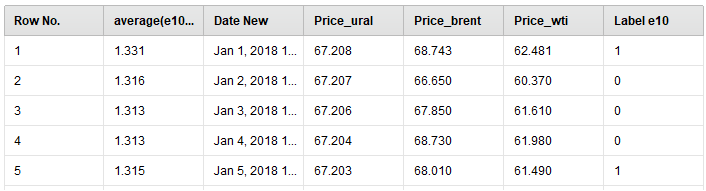 Row No. average(e10... Date New Price_ural Price_brent Price_wti Label e10
1 1.331 Jan 1, 2018 1... 67.208 68.743 62.481 1
2 1.316 Jan 2, 2018 1... 67.207 66.650 60.370 0
3 1.313 Jan 3, 2018 1... 67.206 67.850 61.610 0
4 1.313 Jan 4, 2018 1... 67.204 68.730 61.980 0
5 1.315 Jan 5, 2018 1... 67.203 68.010 61.490 1